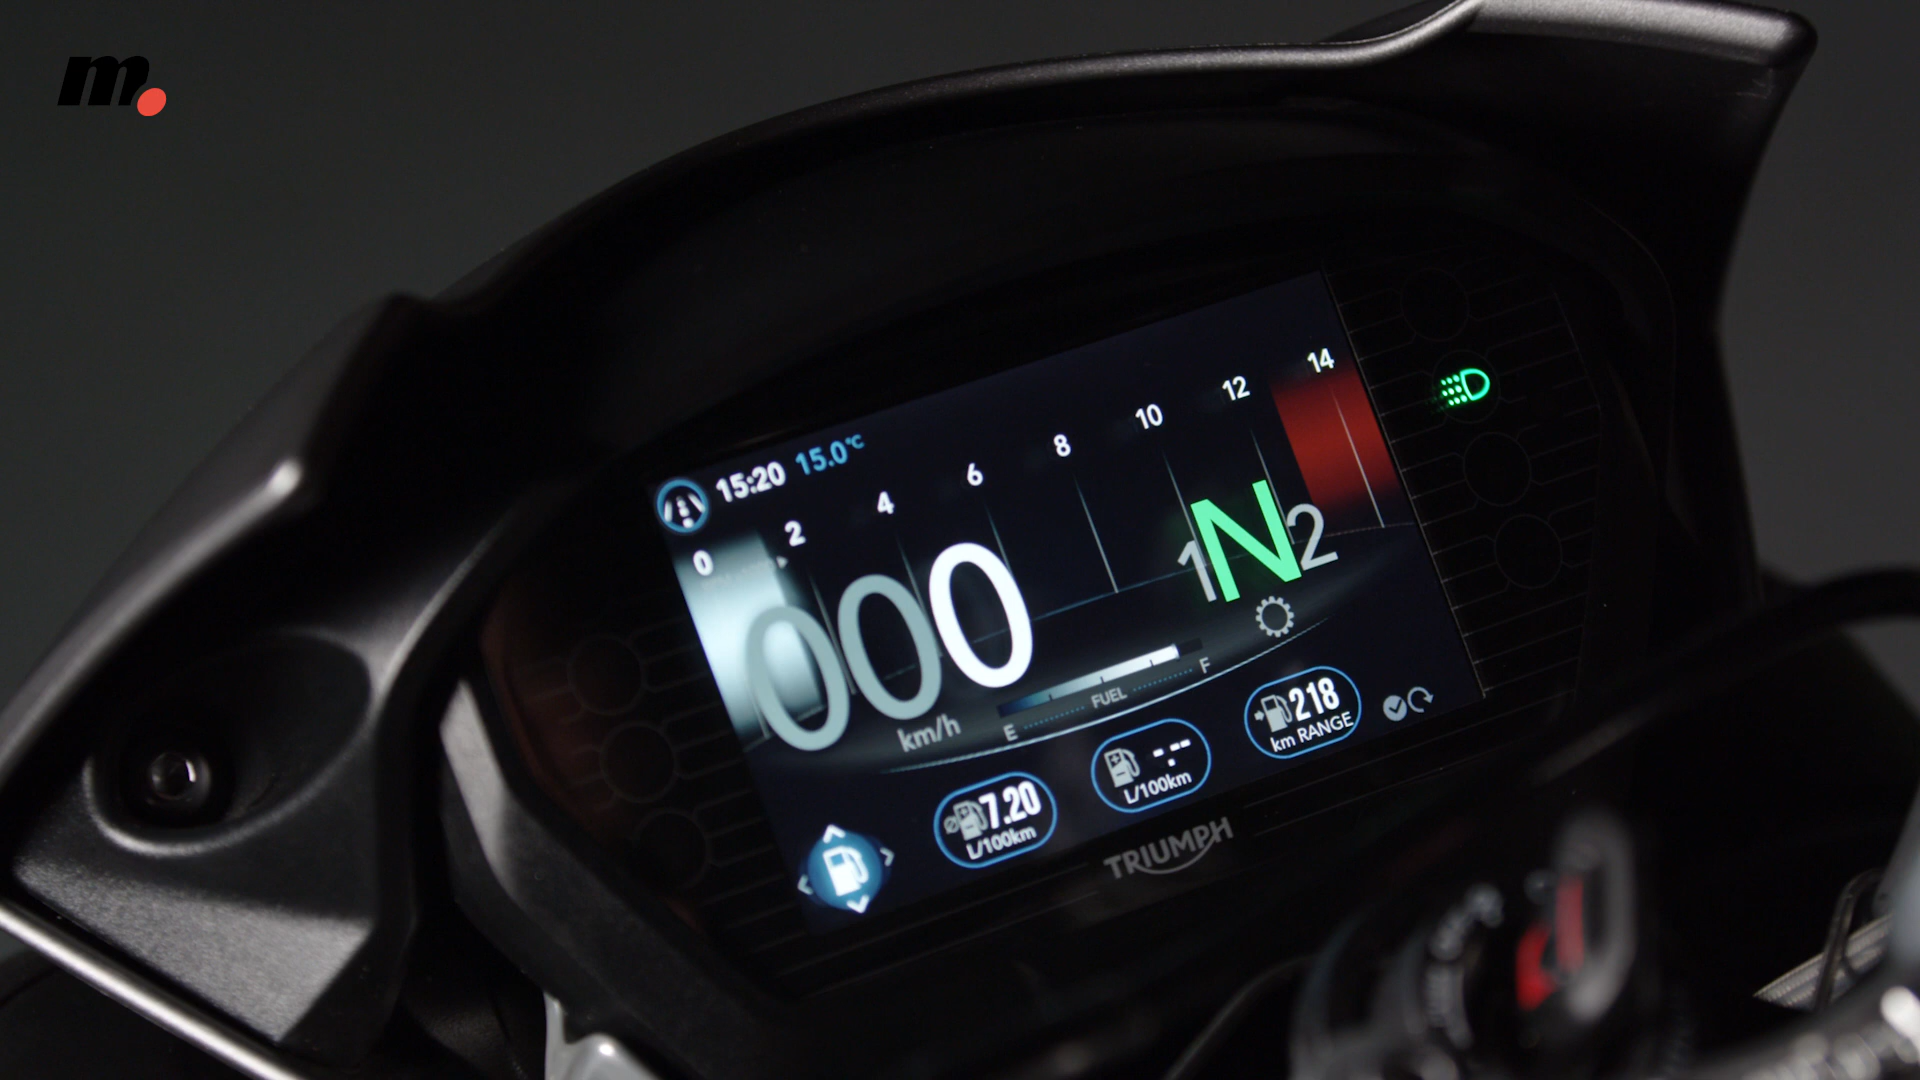 m.
15:20 15.0°C
0 2 4 6 8 10 12 14
000 km/h
1N2
E FUEL F
7.20
L/100km
-.--
L/100km
218
km RANGE
TRIUMPH